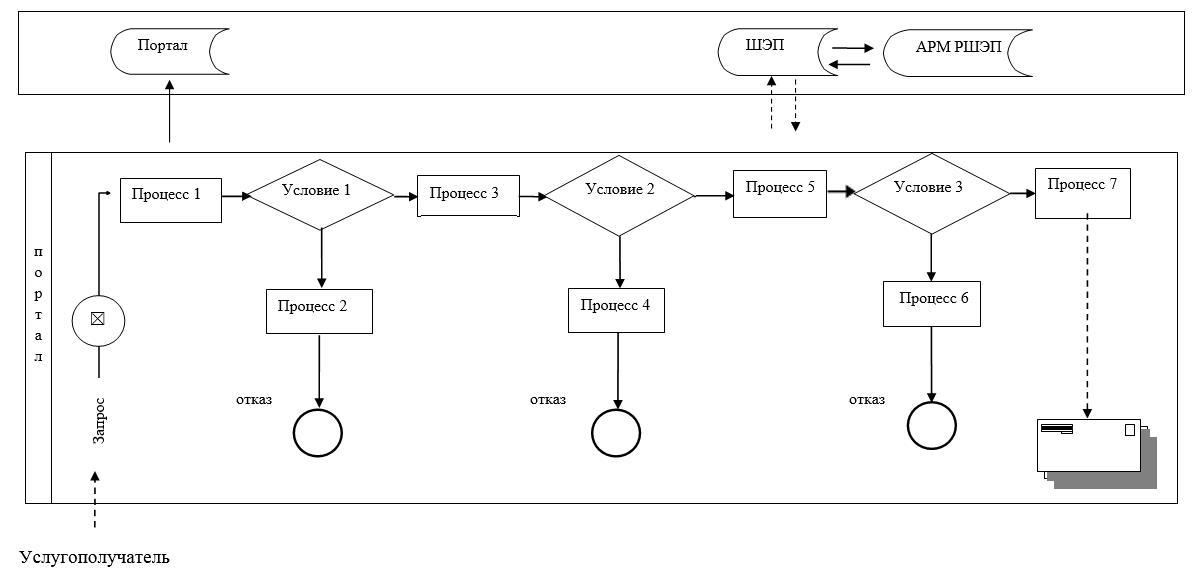 Портал
ШЭП
АРМ РШЭП
портал
Процесс 1
Условие 1
Процесс 3
Условие 2
Процесс 5
Условие 3
Процесс 7
Процесс 2
Процесс 4
Процесс 6
отказ
отказ
отказ
Запрос
Услугополучатель